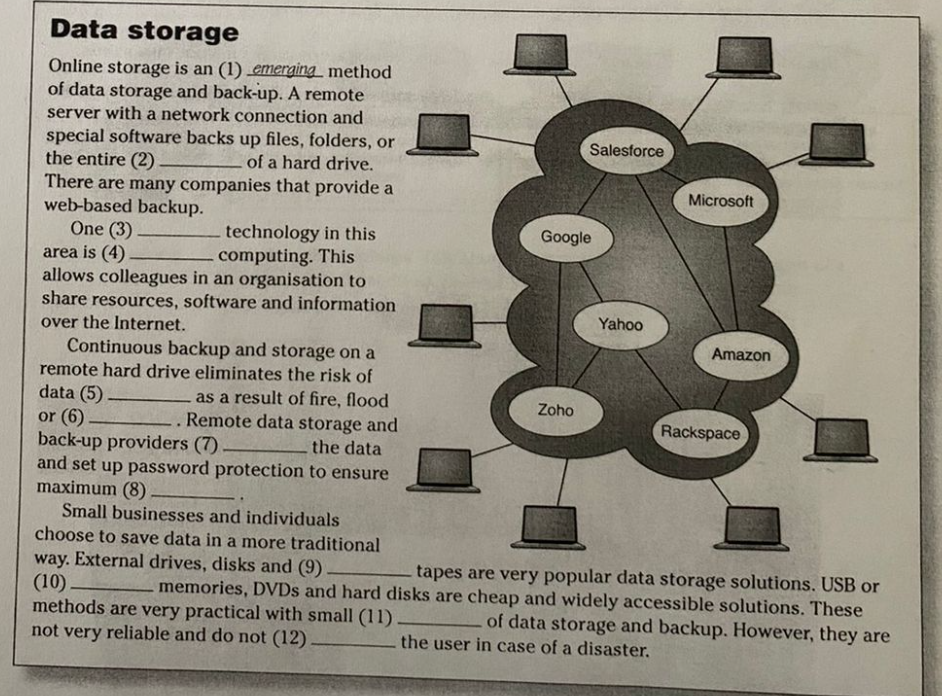 Data storage
Online storage is an (1) emerging method
of data storage and back-up. A remote
server with a network connection and
special software backs up files, folders, or
the entire (2) ________ of a hard drive.
There are many companies that provide a
web-based backup.
One (3) ________ technology in this
area is (4) ________ computing. This
allows colleagues in an organisation to
share resources, software and information
over the Internet.
Continuous backup and storage on a
remote hard drive eliminates the risk of
data (5) ________ as a result of fire, flood
or (6) ________ . Remote data storage and
back-up providers (7) ________ the data
and set up password protection to ensure
maximum (8) ________ .
Small businesses and individuals
choose to save data in a more traditional
way. External drives, disks and (9) ________ tapes are very popular data storage solutions. USB or
(10) ________ memories, DVDs and hard disks are cheap and widely accessible solutions. These
methods are very practical with small (11) ________ of data storage and backup. However, they are
not very reliable and do not (12) ________ the user in case of a disaster.
Salesforce
Microsoft
Google
Yahoo
Amazon
Zoho
Rackspace